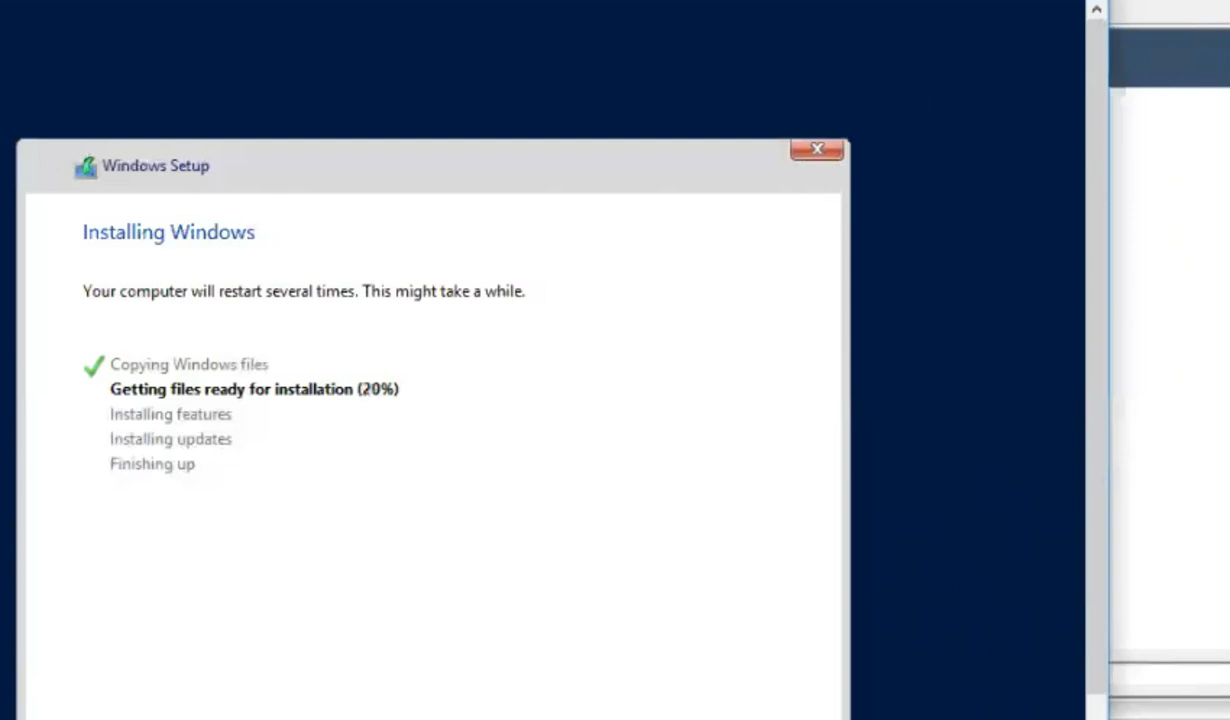 Windows Setup
Installing Windows
Your computer will restart several times. This might take a while.
Copying Windows files
Getting files ready for installation (20%)
Installing features
Installing updates
Finishing up